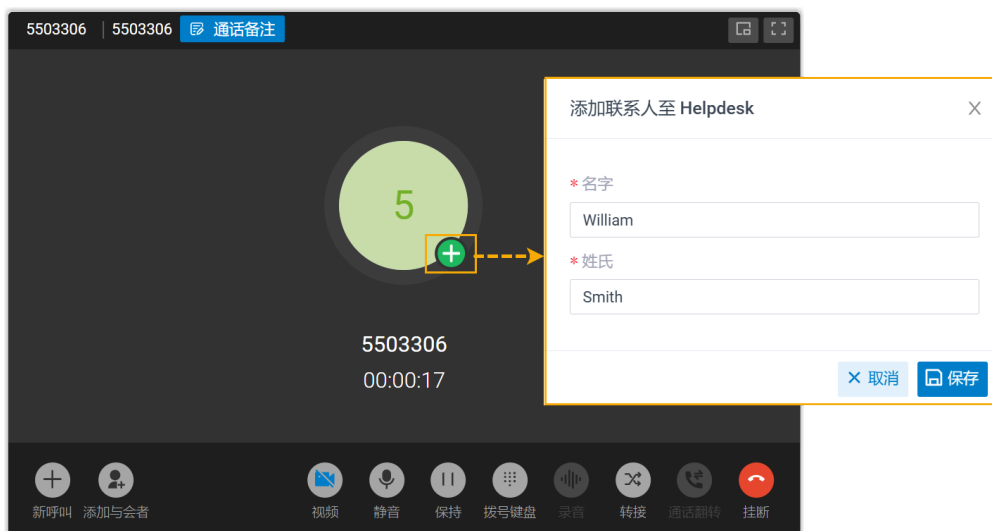 5503306 | 5503306 通话备注
添加联系人至 Helpdesk
* 名字
William
5
* 姓氏
Smith
5503306
00:00:17
取消 保存
新呼叫 添加与会者 视频 静音 保持 拨号键盘 录音 转接 通话翻转 挂断